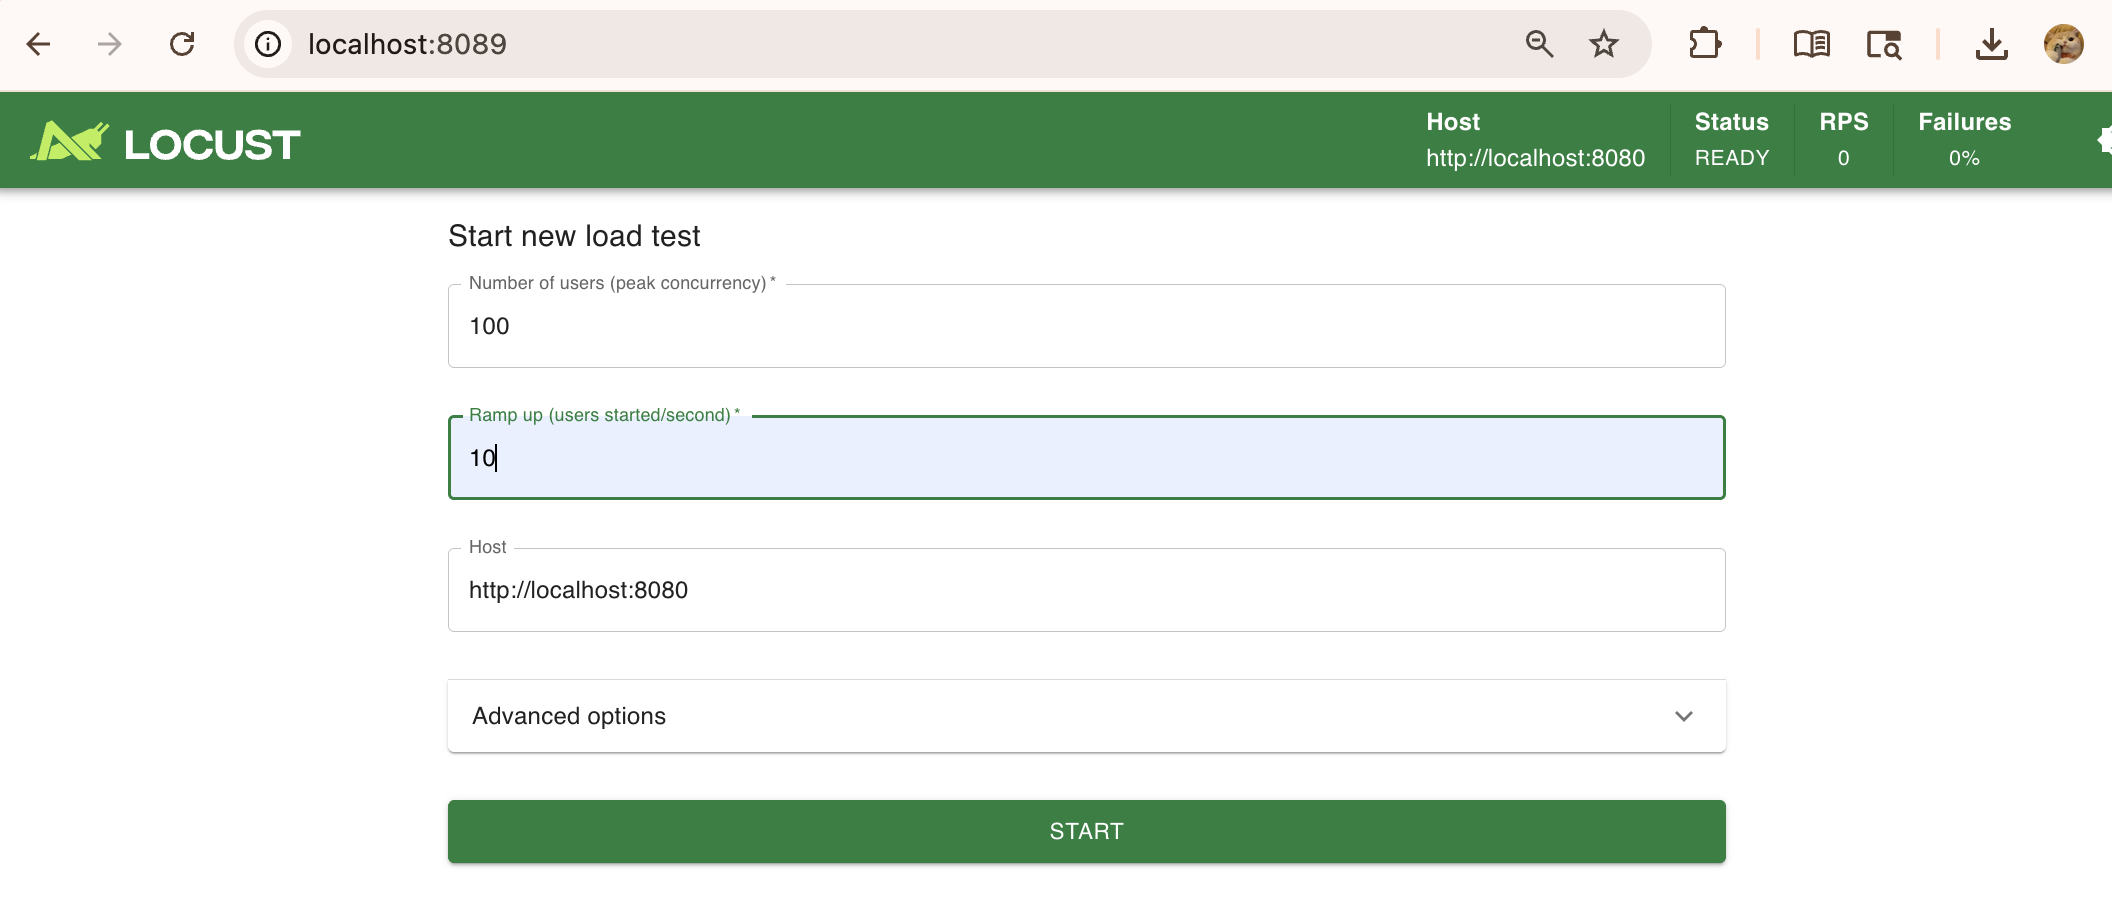 localhost:8089
LOCUST
Host
http://localhost:8080
Status
READY
RPS
0
Failures
0%
Start new load test
Number of users (peak concurrency) *
100
Ramp up (users started/second) *
10
Host
http://localhost:8080
Advanced options
START